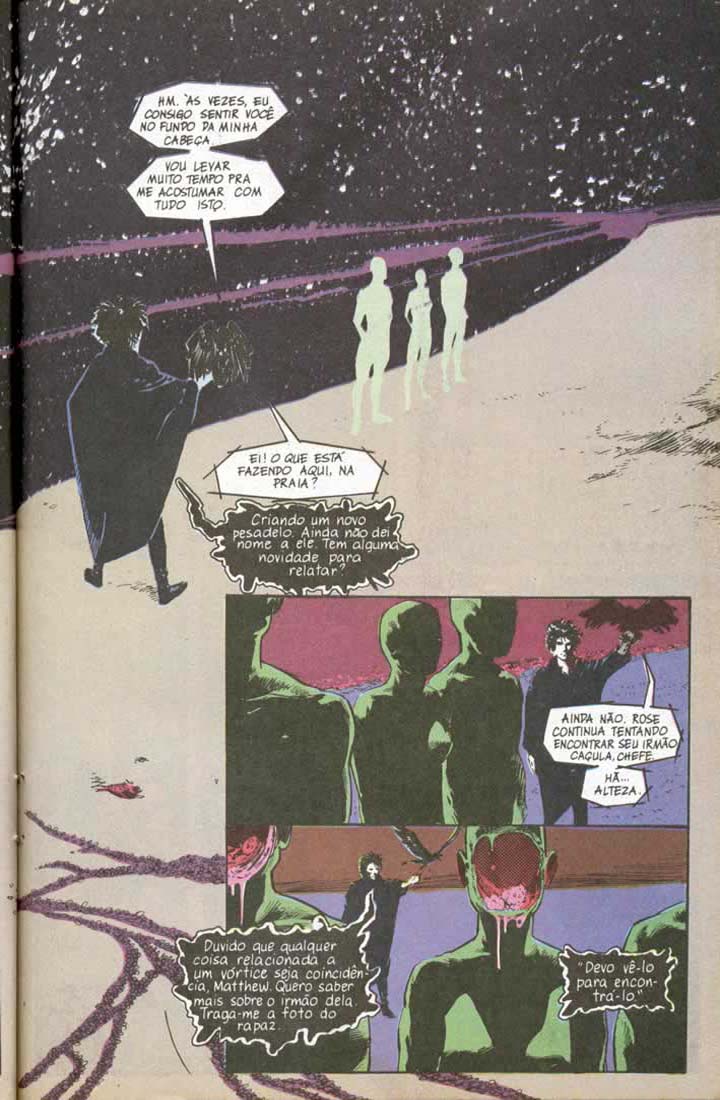 HM. ÀS VEZES, EU
CONSIGO SENTIR VOCÊ
NO FUNDO DA MINHA
CABEÇA.
VOU LEVAR
MUITO TEMPO PRA
ME ACOSTUMAR COM
TUDO ISTO.
EI! O QUE ESTÁ
FAZENDO AQUI, NA
PRAIA?
Criando um novo
pesadelo. Ainda não dei
nome a ele. Tem alguma
novidade para
relatar?
AINDA NÃO. ROSE
CONTINUA TENTANDO
ENCONTRAR SEU IRMÃO
CAÇULA, CHEFE.
HÃ...
ALTEZA.
Duvido que qualquer
coisa relacionada a
um vórtice seja coincidên-
cia, Matthew. Quero saber
mais sobre o irmão dela.
Traga-me a foto do
rapaz.
"Devo vê-lo
para encon-
trá-lo."